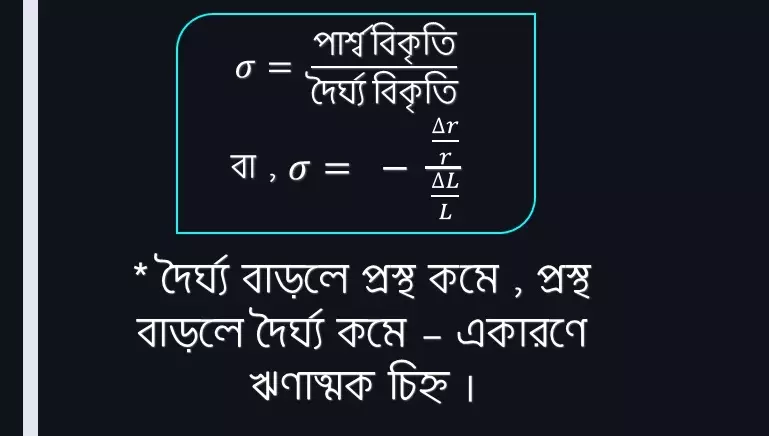 σ = পার্শ্ব বিকৃতি / দৈর্ঘ্য বিকৃতি
বা , σ = − (Δr/r) / (ΔL/L)
* দৈর্ঘ্য বাড়লে প্রস্থ কমে , প্রস্থ
বাড়লে দৈর্ঘ্য কমে – একারণে
ঋণাত্মক চিহ্ন ।